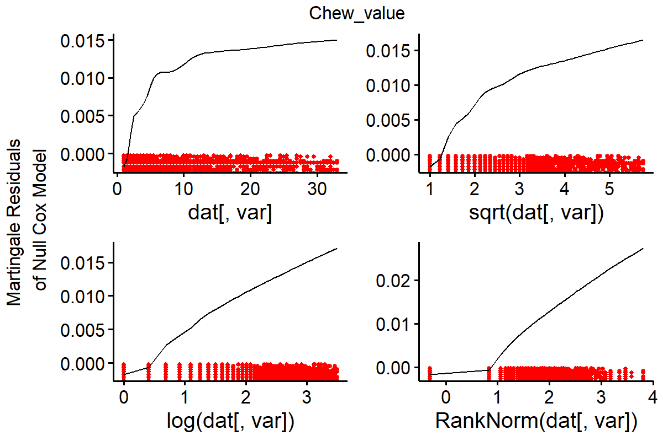 Chew_value
Martingale Residuals
of Null Cox Model
0.015
0.010
0.005
0.000
0 10 20 30
dat[, var]
0.015
0.010
0.005
0.000
1 2 3 4 5
sqrt(dat[, var])
0.015
0.010
0.005
0.000
0 1 2 3
log(dat[, var])
0.02
0.01
0.00
0 1 2 3 4
RankNorm(dat[, var])